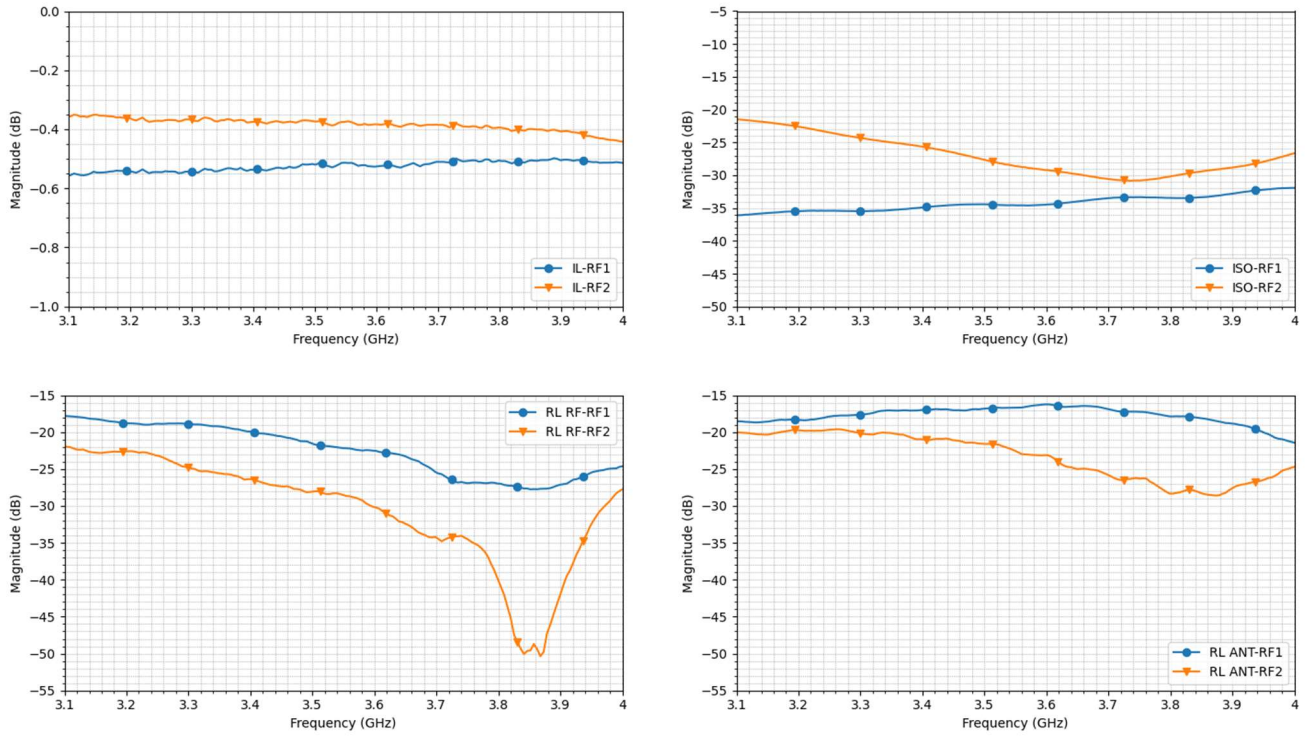 0.0
−0.2
−0.4
−0.6
−0.8
−1.0
Magnitude (dB)
3.1 3.2 3.3 3.4 3.5 3.6 3.7 3.8 3.9 4
Frequency (GHz)
IL-RF1
IL-RF2
−5
−10
−15
−20
−25
−30
−35
−40
−45
−50
Magnitude (dB)
3.1 3.2 3.3 3.4 3.5 3.6 3.7 3.8 3.9 4
Frequency (GHz)
ISO-RF1
ISO-RF2
−15
−20
−25
−30
−35
−40
−45
−50
−55
Magnitude (dB)
3.1 3.2 3.3 3.4 3.5 3.6 3.7 3.8 3.9 4
Frequency (GHz)
RL RF-RF1
RL RF-RF2
−15
−20
−25
−30
−35
−40
−45
−50
−55
Magnitude (dB)
3.1 3.2 3.3 3.4 3.5 3.6 3.7 3.8 3.9 4
Frequency (GHz)
RL ANT-RF1
RL ANT-RF2